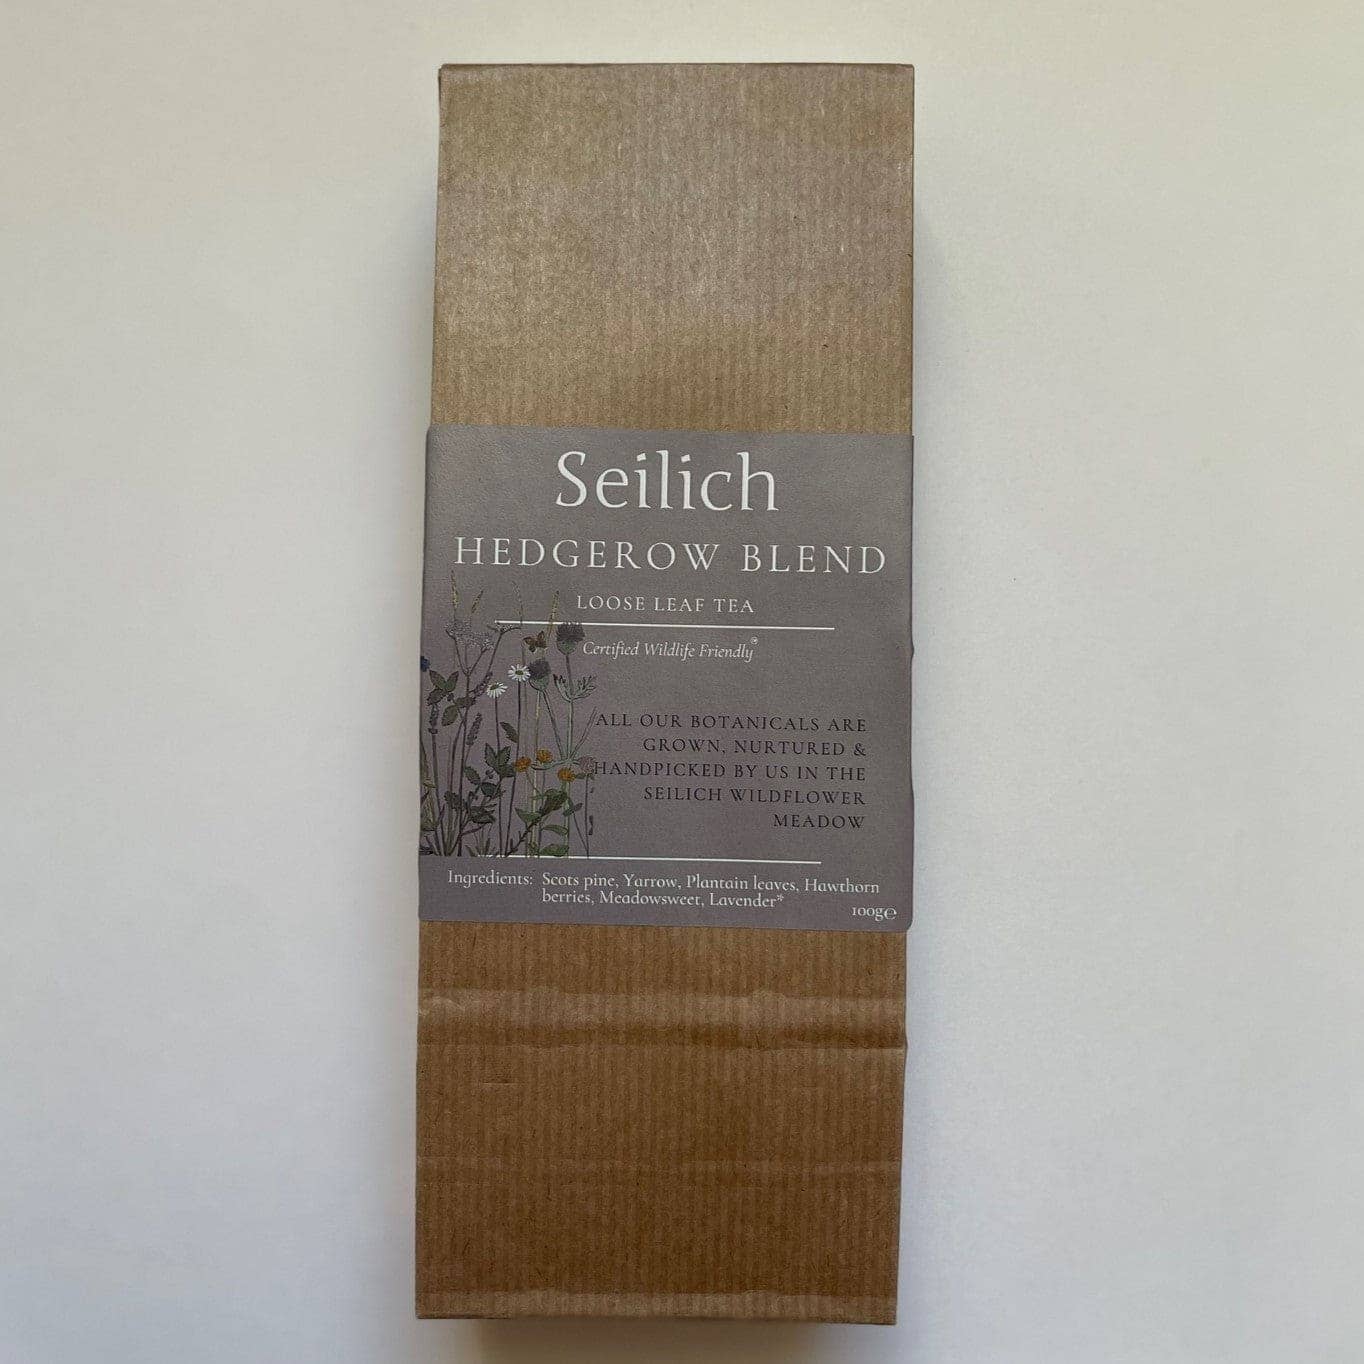 Seilich
HEDGEROW BLEND
LOOSE LEAF TEA
Certified Wildlife Friendly®
ALL OUR BOTANICALS ARE
GROWN, NURTURED &
HANDPICKED BY US IN THE
SEILICH WILDFLOWER
MEADOW
Ingredients: Scots pine, Yarrow, Plantain leaves, Hawthorn
berries, Meadowsweet, Lavender*
100g℮